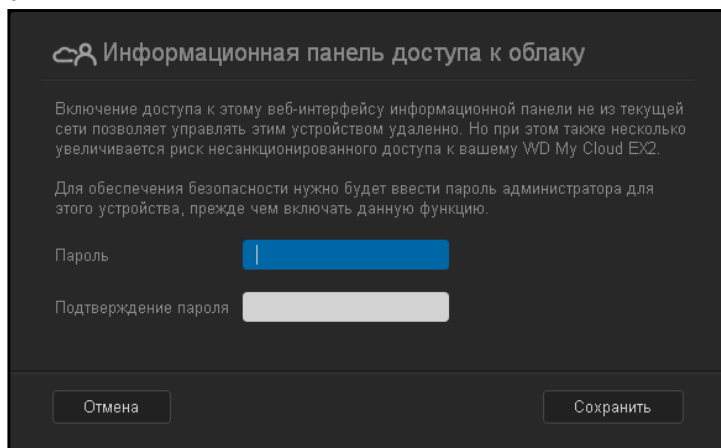 Информационная панель доступа к облаку
Включение доступа к этому веб-интерфейсу информационной панели не из текущей
сети позволяет управлять этим устройством удаленно. Но при этом также несколько
увеличивается риск несанкционированного доступа к вашему WD My Cloud EX2.
Для обеспечения безопасности нужно будет ввести пароль администратора для
этого устройства, прежде чем включать данную функцию.
Пароль
Подтверждение пароля
Отмена
Сохранить